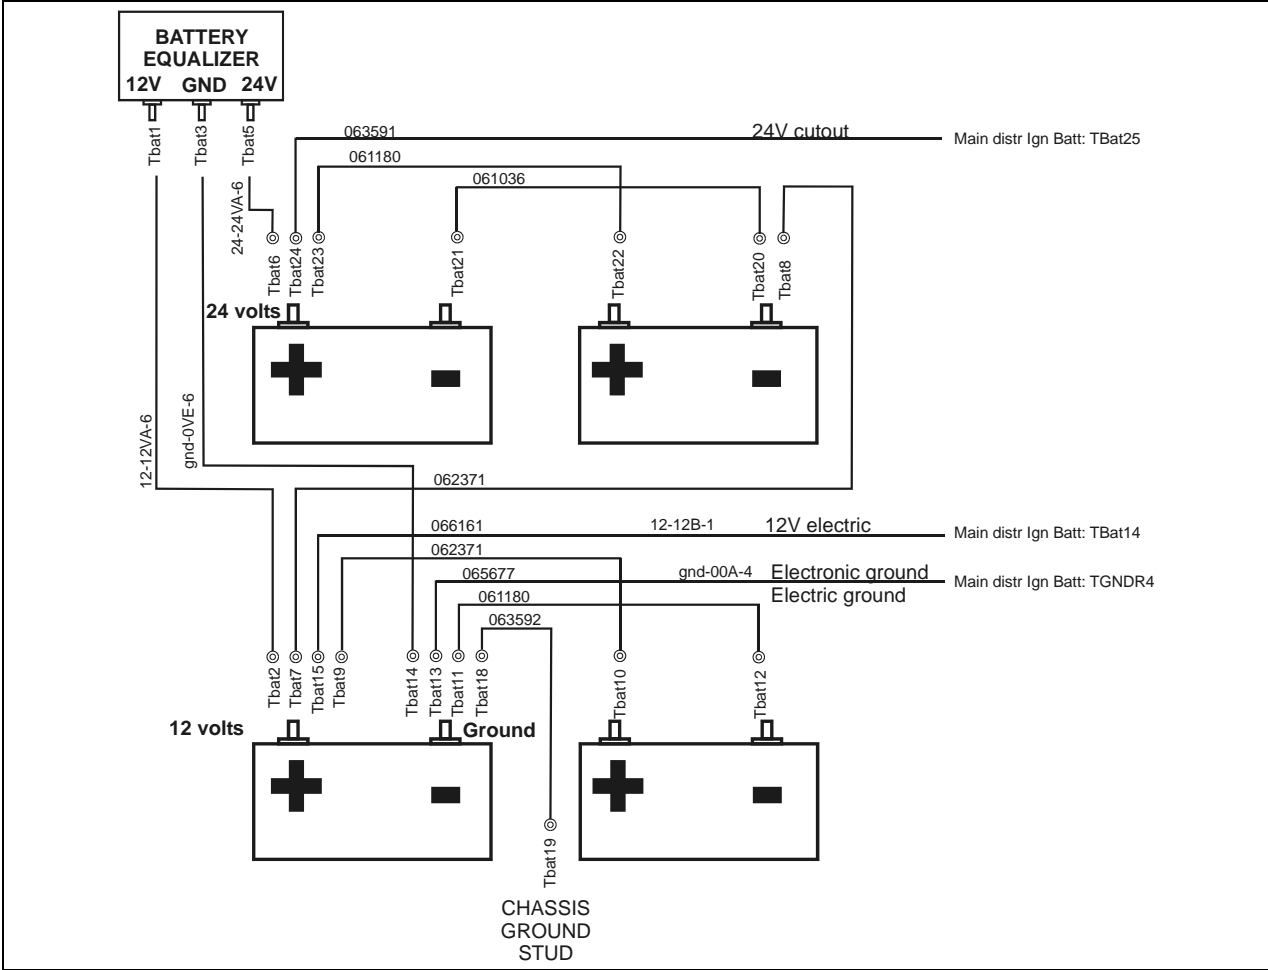 BATTERY
EQUALIZER
12V GND 24V
Tbat1
Tbat3
Tbat5
063591
24V cutout
Main distr Ign Batt: TBat25
061180
061036
24-24VA-6
Tbat6
Tbat24
Tbat23
Tbat21
Tbat22
Tbat20
Tbat8
24 volts
12-12VA-6
gnd-0VE-6
062371
066161
12-12B-1
12V electric
Main distr Ign Batt: TBat14
062371
065677
gnd-00A-4
Electronic ground
Main distr Ign Batt: TGNDR4
061180
Electric ground
063592
Tbat2
Tbat7
Tbat15
Tbat9
Tbat14
Tbat13
Tbat11
Tbat18
Tbat10
Tbat12
12 volts
Ground
Tbat19
CHASSIS
GROUND
STUD